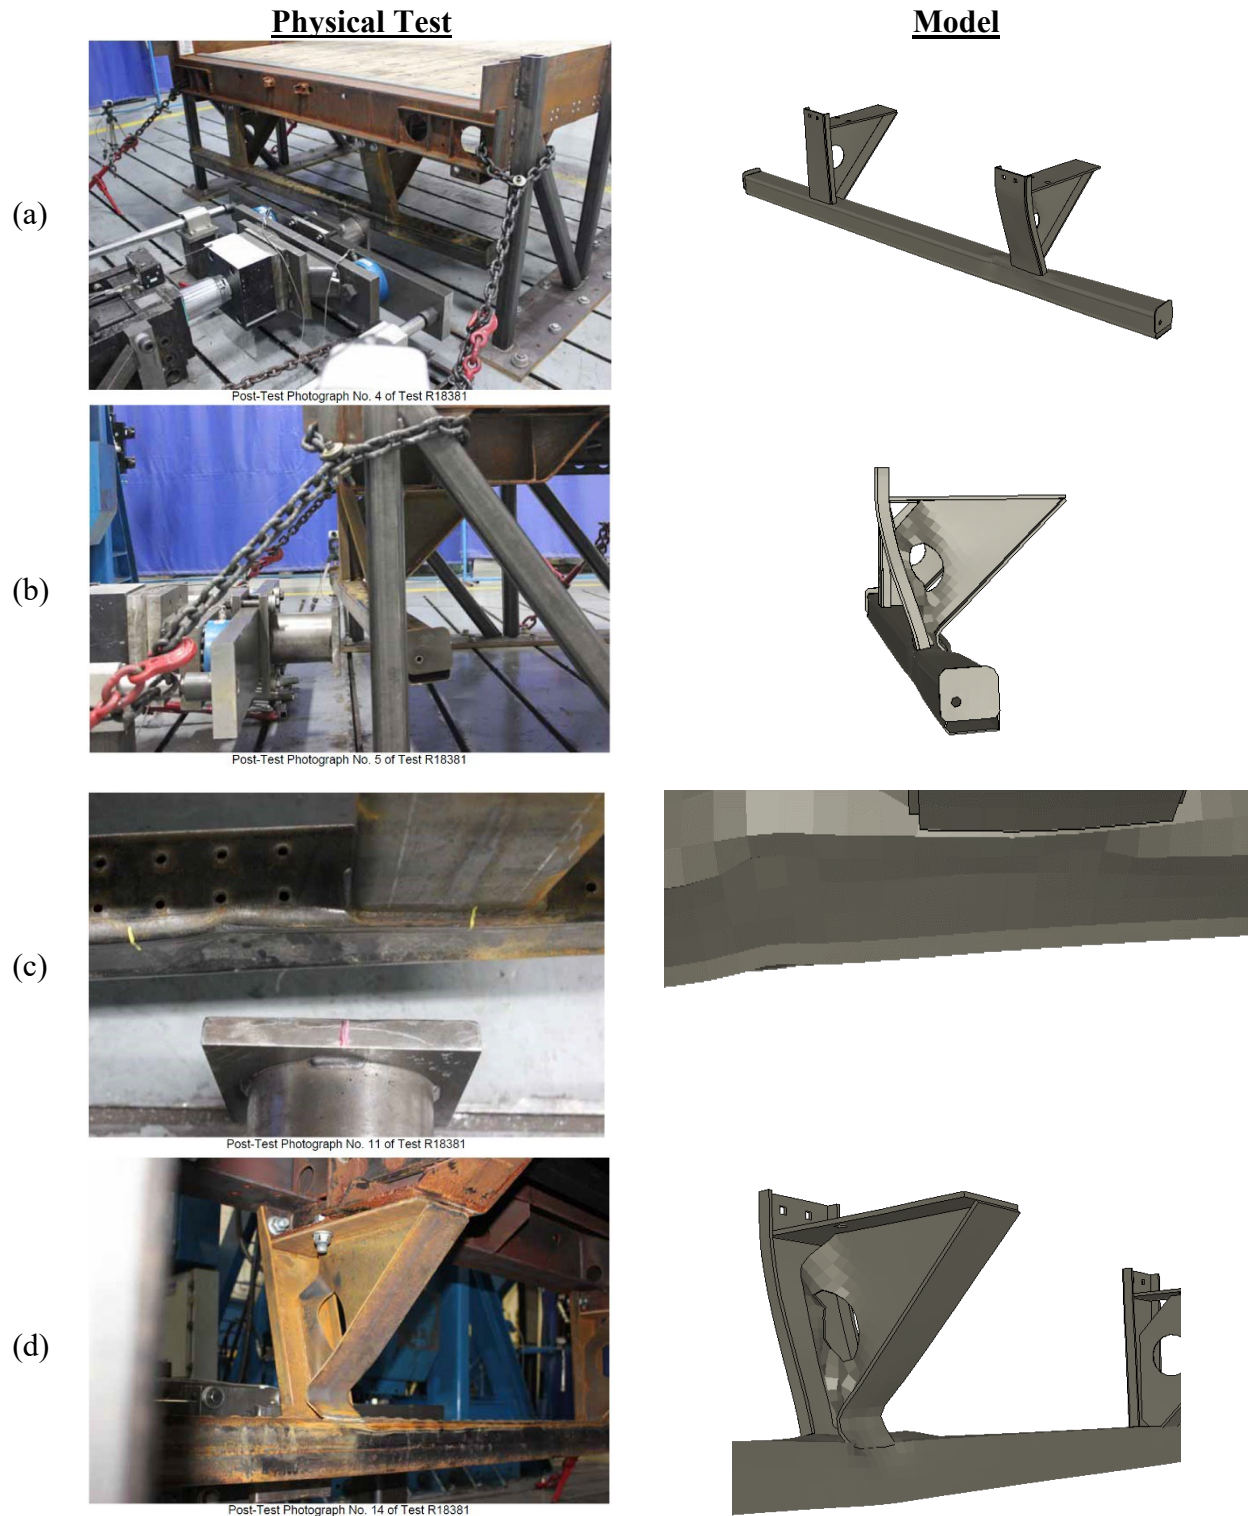 Physical Test Model
(a)
Post-Test Photograph No. 4 of Test R18381
(b)
Post-Test Photograph No. 5 of Test R18381
(c)
Post-Test Photograph No. 11 of Test R18381
(d)
Post-Test Photograph No. 14 of Test R18381